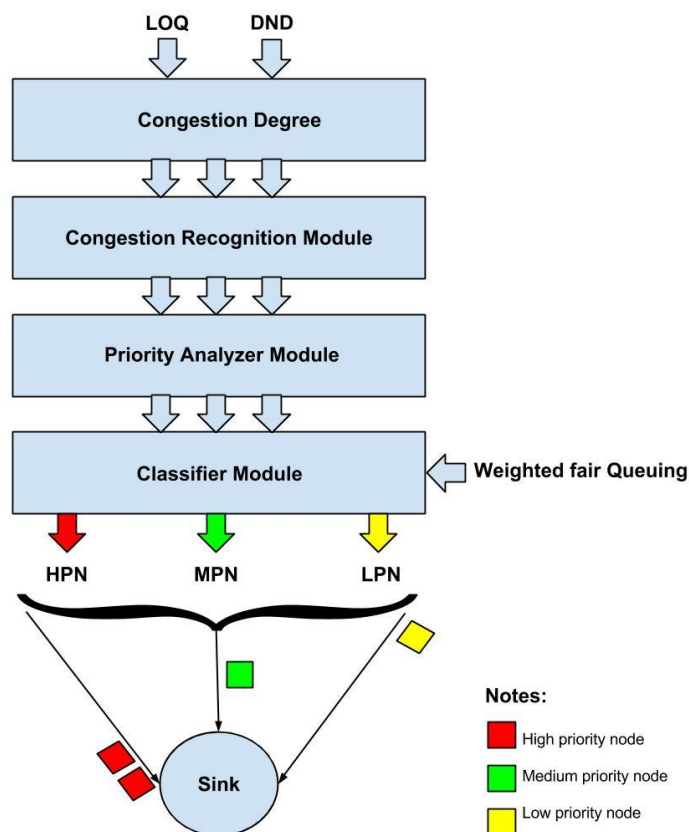 LOQ
DND
Congestion Degree
Congestion Recognition Module
Priority Analyzer Module
Classifier Module
Weighted fair Queuing
HPN
MPN
LPN
Sink
Notes:
High priority node
Medium priority node
Low priority node